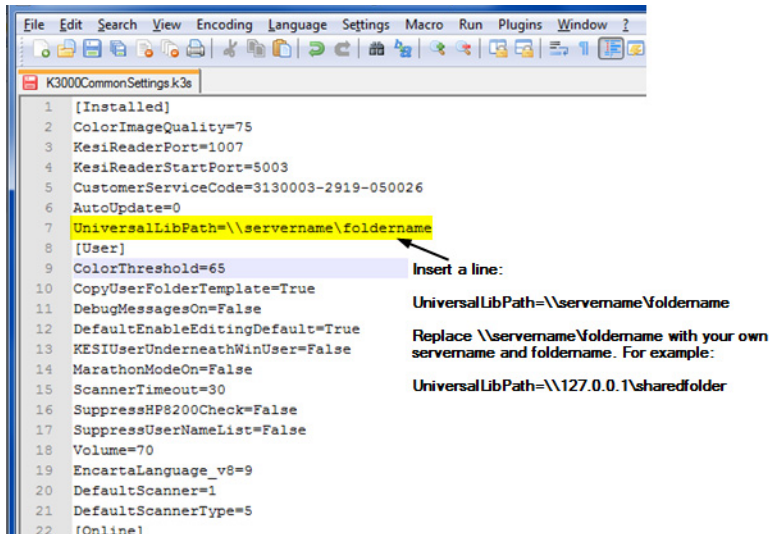 File Edit Search View Encoding Language Settings Macro Run Plugins Window ?
K3000CommonSettings.k3s
1 [Installed]
2 ColorImageQuality=75
3 KesiReaderPort=1007
4 KesiReaderStartPort=5003
5 CustomerServiceCode=3130003-2919-050026
6 AutoUpdate=0
7 UniversalLibPath=\\servername\foldername
8 [User]
9 ColorThreshold=65
10 CopyUserFolderTemplate=True
11 DebugMessagesOn=False
12 DefaultEnableEditingDefault=True
13 KESIUserUnderneathWinUser=False
14 MarathonModeOn=False
15 ScannerTimeout=30
16 SuppressHP8200Check=False
17 SuppressUserNameList=False
18 Volume=70
19 EncartaLanguage_v8=9
20 DefaultScanner=1
21 DefaultScannerType=5
22 [Online]
Insert a line:
UniversalLibPath=\\servername\foldername
Replace \\servername\foldername with your own
servername and foldername. For example:
UniversalLibPath=\\127.0.0.1\sharedfolder